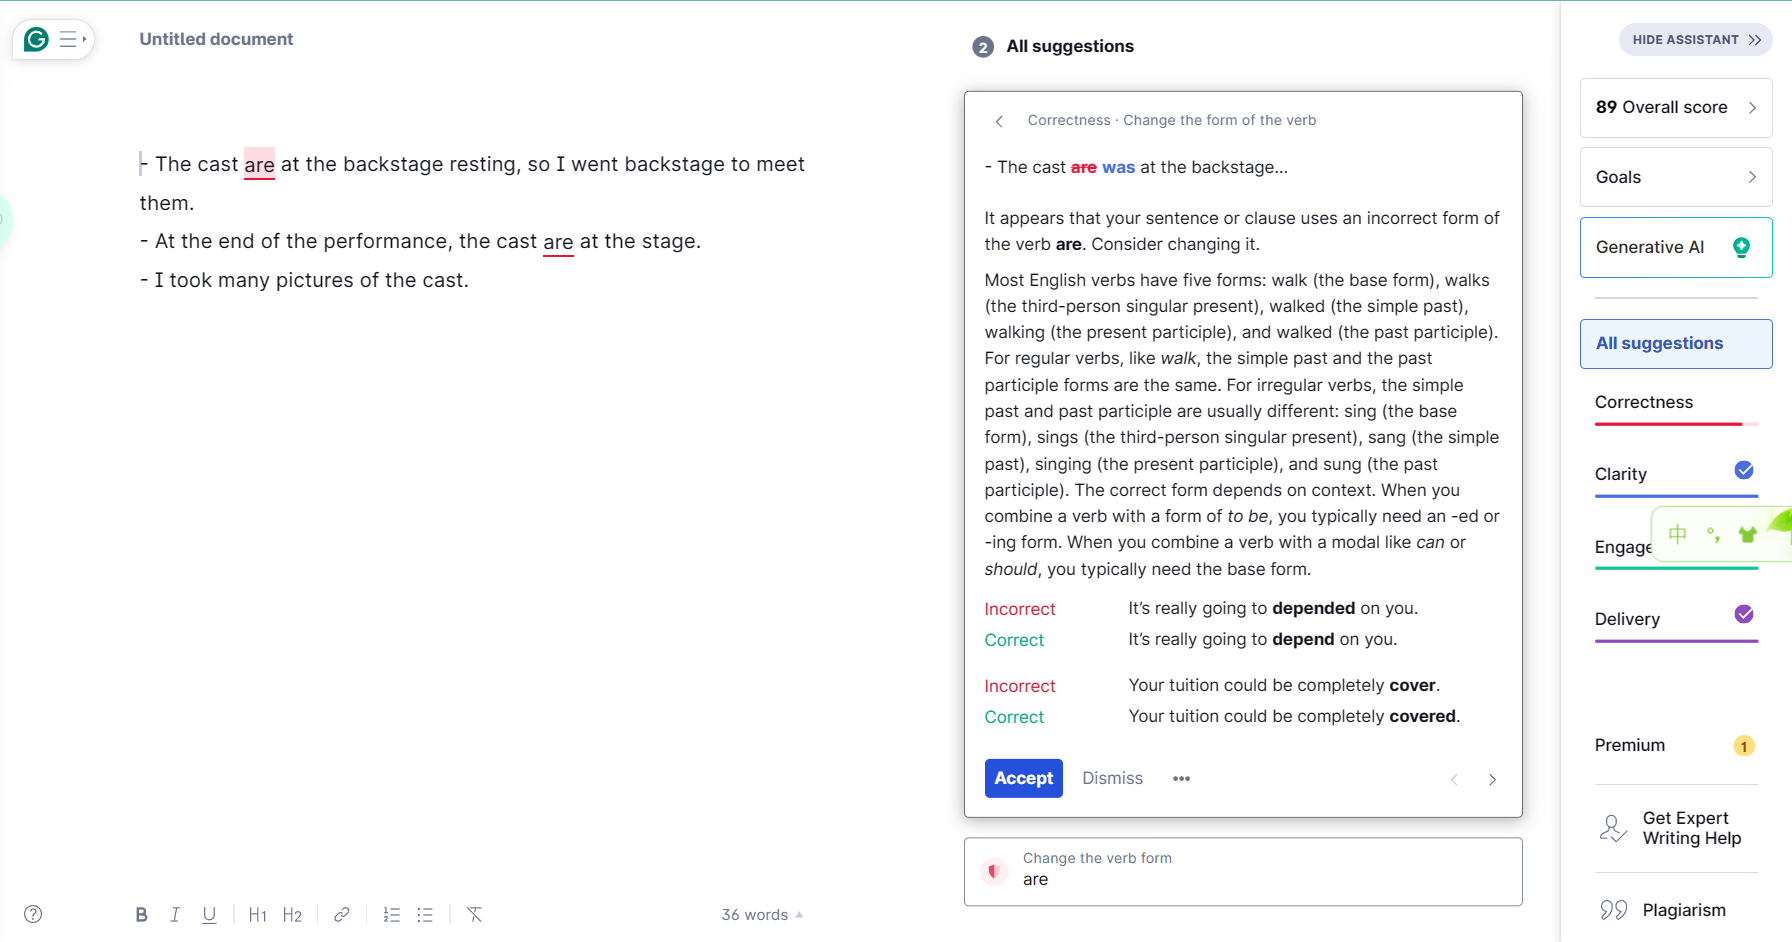 Untitled document
- The cast are at the backstage resting, so I went backstage to meet
them.
- At the end of the performance, the cast are at the stage.
- I took many pictures of the cast.
B I U H1 H2
36 words
2 All suggestions
Correctness · Change the form of the verb
- The cast are was at the backstage...
It appears that your sentence or clause uses an incorrect form of
the verb are. Consider changing it.
Most English verbs have five forms: walk (the base form), walks
(the third-person singular present), walked (the simple past),
walking (the present participle), and walked (the past participle).
For regular verbs, like walk, the simple past and the past
participle forms are the same. For irregular verbs, the simple
past and past participle are usually different: sing (the base
form), sings (the third-person singular present), sang (the simple
past), singing (the present participle), and sung (the past
participle). The correct form depends on context. When you
combine a verb with a form of to be, you typically need an -ed or
-ing form. When you combine a verb with a modal like can or
should, you typically need the base form.
Incorrect It’s really going to depended on you.
Correct It’s really going to depend on you.
Incorrect Your tuition could be completely cover.
Correct Your tuition could be completely covered.
Accept Dismiss •••
Change the verb form
are
HIDE ASSISTANT
89 Overall score
Goals
Generative AI
All suggestions
Correctness
Clarity
中 °,
Engage
Delivery
Premium 1
Get Expert
Writing Help
Plagiarism